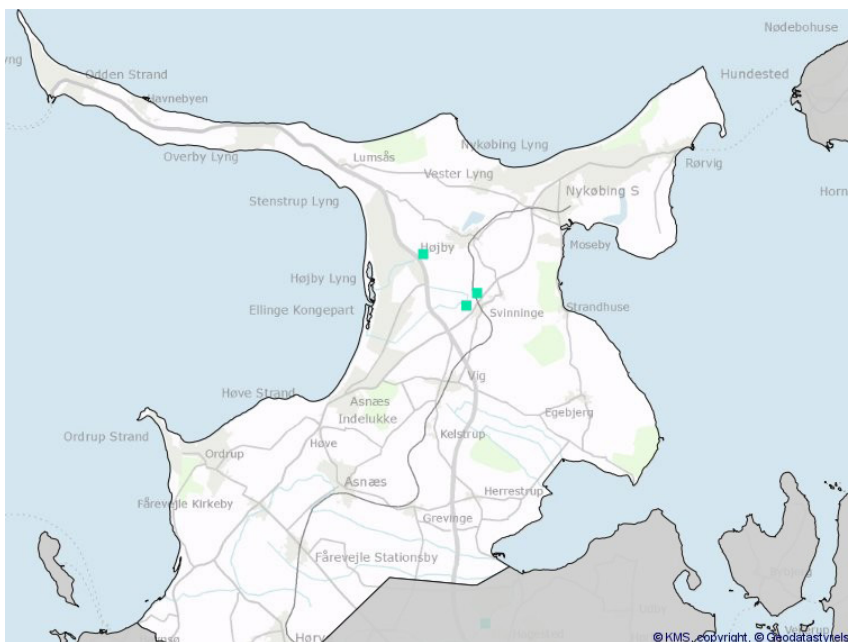 Nødebohuse
yng
Odden Strand
Hundested
Havnebyen
Nykøbing Lyng
Overby Lyng
Lumsås
Rørvig
Vester Lyng
Nykøbing S
Horn
Stenstrup Lyng
Højby
Moseby
Højby Lyng
Ellinge Kongepart
Strandhuse
Svinninge
Vig
Høve Strand
Asnæs
Indelukke
Egebjerg
Ordrup Strand
Høve
Kelstrup
Ordrup
Asnæs
Herrestrup
Fårevejle Kirkeby
Grevinge
Fårevejle Stationsby
Hørv
© KMS, copyright, © Geodatastyrels